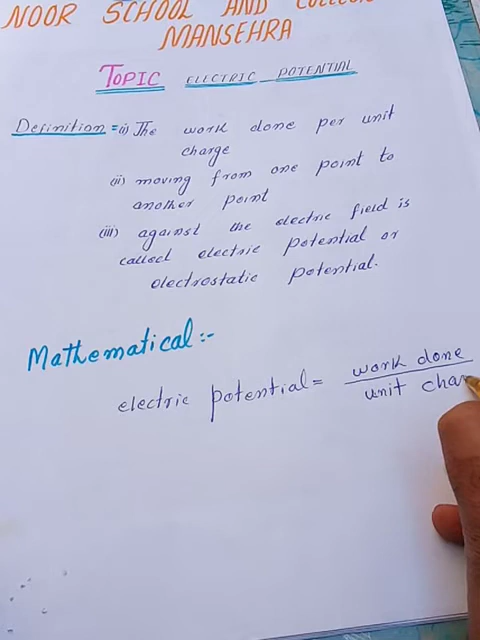 NOOR SCHOOL AND COLLEGE
MANSEHRA
TOPIC ELECTRIC POTENTIAL
Definition = (i) The work done per unit
charge
(ii) moving from one point to
another point
(iii) against the electric field is
called electric potential or
electrostatic potential.
Mathematical:-
electric potential = work done
unit char